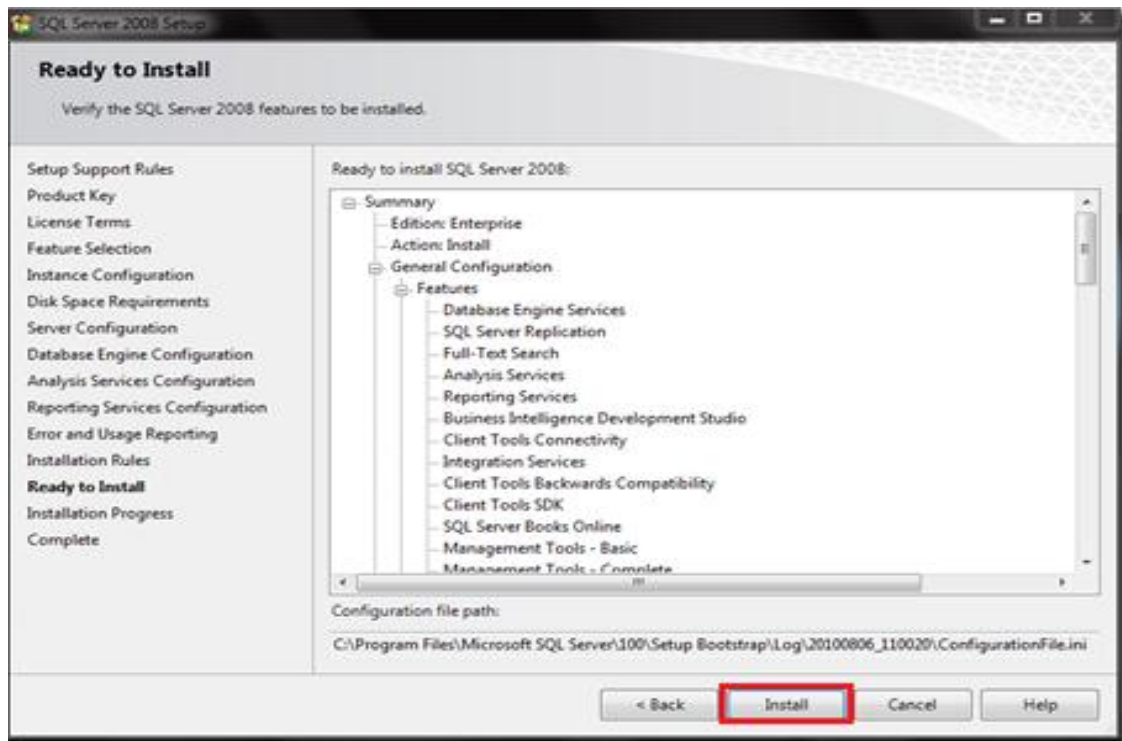 SQL Server 2008 Setup
Ready to Install
Verify the SQL Server 2008 features to be installed.
Setup Support Rules
Product Key
License Terms
Feature Selection
Instance Configuration
Disk Space Requirements
Server Configuration
Database Engine Configuration
Analysis Services Configuration
Reporting Services Configuration
Error and Usage Reporting
Installation Rules
Ready to Install
Installation Progress
Complete
Ready to install SQL Server 2008:
Summary
Edition: Enterprise
Action: Install
General Configuration
Features
Database Engine Services
SQL Server Replication
Full-Text Search
Analysis Services
Reporting Services
Business Intelligence Development Studio
Client Tools Connectivity
Integration Services
Client Tools Backwards Compatibility
Client Tools SDK
SQL Server Books Online
Management Tools - Basic
Management Tools - Complete
Configuration file path:
C:\Program Files\Microsoft SQL Server\100\Setup Bootstrap\Log\20100806_110020\ConfigurationFile.ini
< Back Install Cancel Help